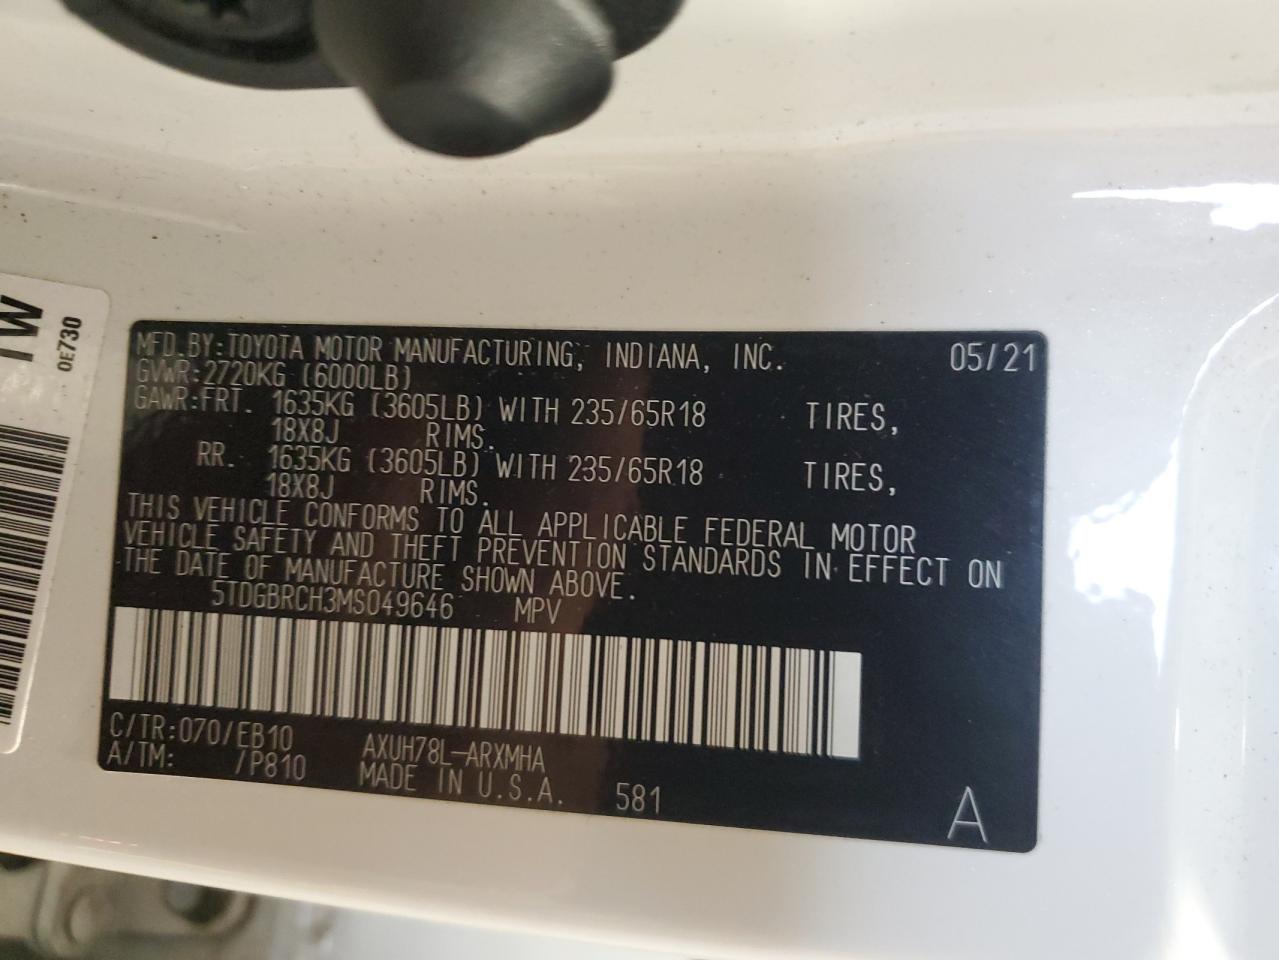 1W
0E730
MFD.BY:TOYOTA MOTOR MANUFACTURING, INDIANA, INC. 05/21
GVWR:2720KG (6000LB)
GAWR:FRT. 1635KG (3605LB) WITH 235/65R18 TIRES,
18X8J RIMS.
RR. 1635KG (3605LB) WITH 235/65R18 TIRES,
18X8J RIMS.
THIS VEHICLE CONFORMS TO ALL APPLICABLE FEDERAL MOTOR
VEHICLE SAFETY AND THEFT PREVENTION STANDARDS IN EFFECT ON
THE DATE OF MANUFACTURE SHOWN ABOVE.
5TDGBRCH3MS049646 MPV
C/TR:070/EB10 AXUH78L-ARXMHA
A/TM: /P810 MADE IN U.S.A. 581
A